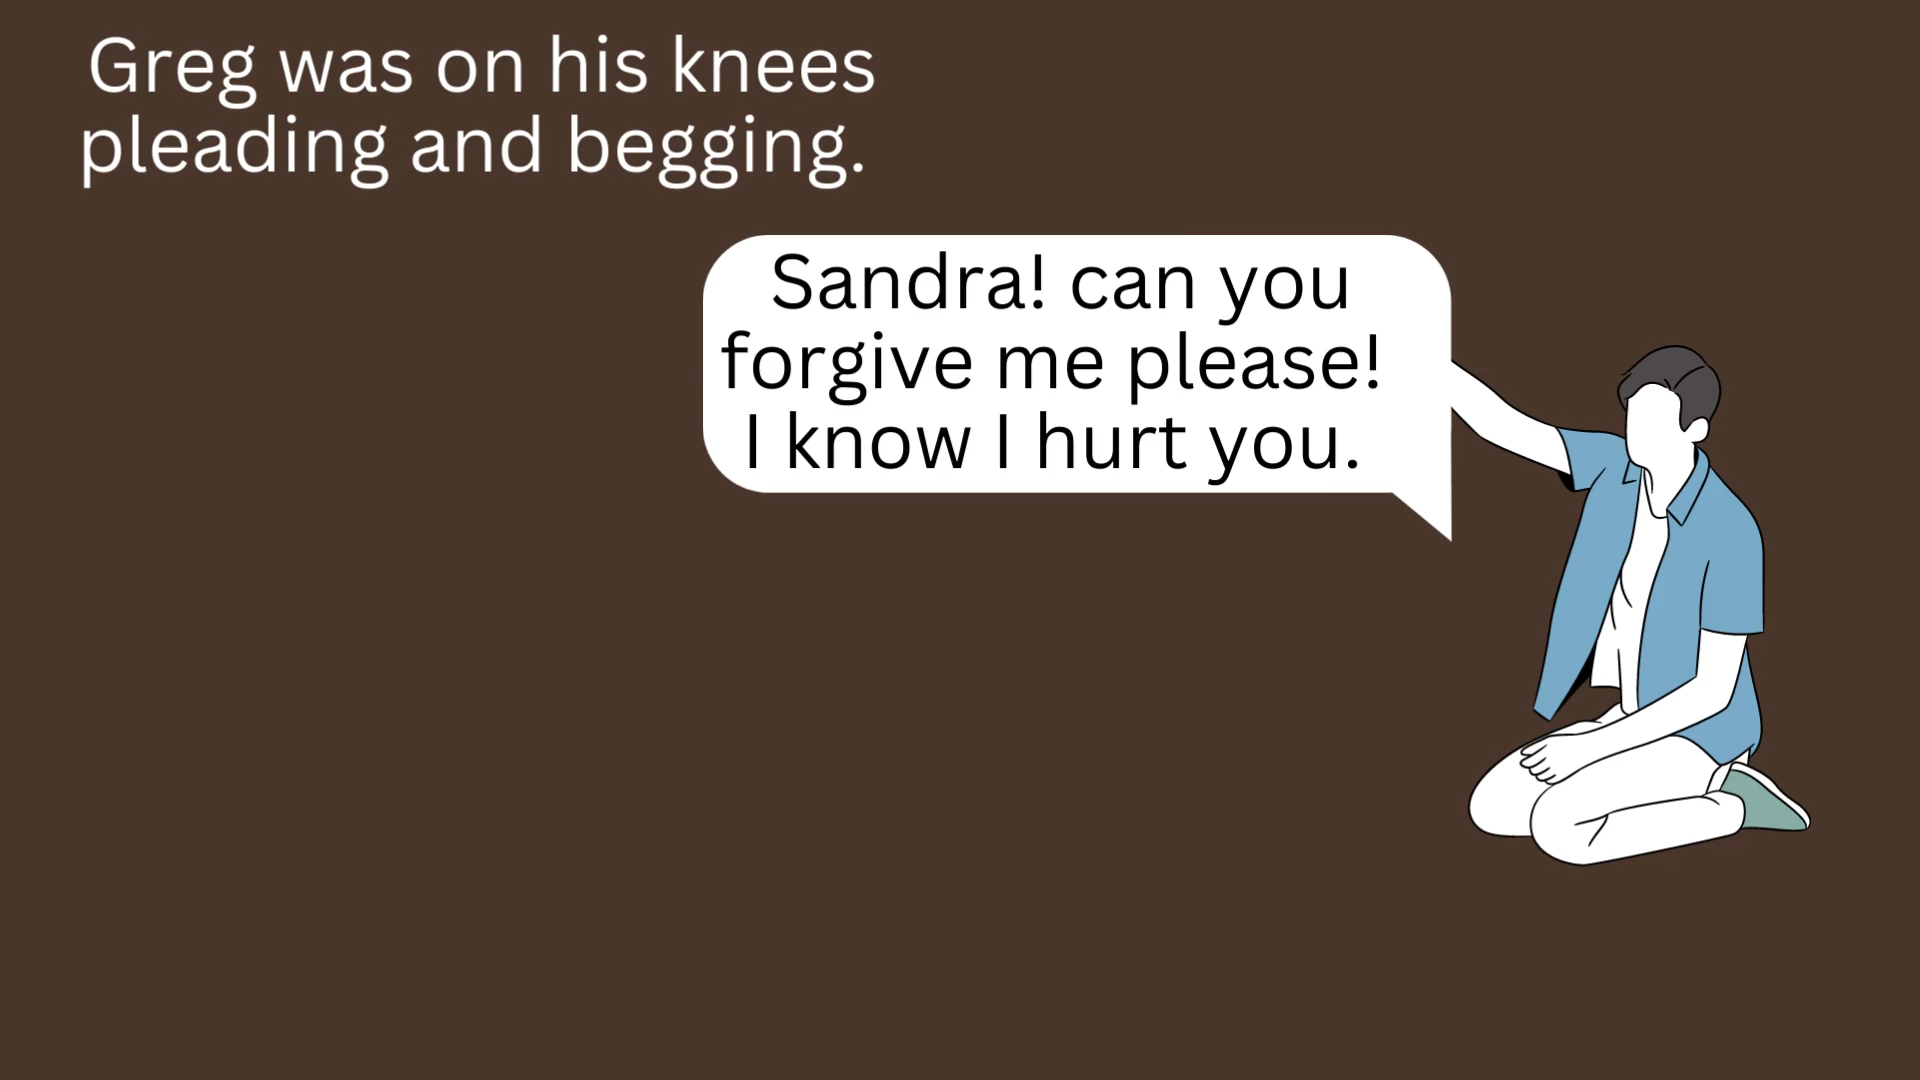 Greg was on his knees
pleading and begging.
Sandra! can you
forgive me please!
I know I hurt you.